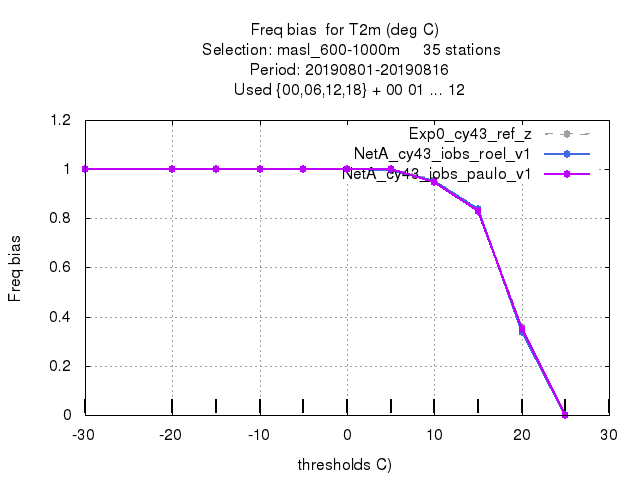 Freq bias  for T2m (deg C)
Selection: masl_600-1000m     35 stations
Period: 20190801-20190816
Used {00,06,12,18} + 00 01 ... 12
1.2
1
0.8
0.6
0.4
0.2
0
Freq bias
Exp0_cy43_ref_z
NetA_cy43_iobs_roel_v1
NetA_cy43_iobs_paulo_v1
-30
-20
-10
0
10
20
30
thresholds C)